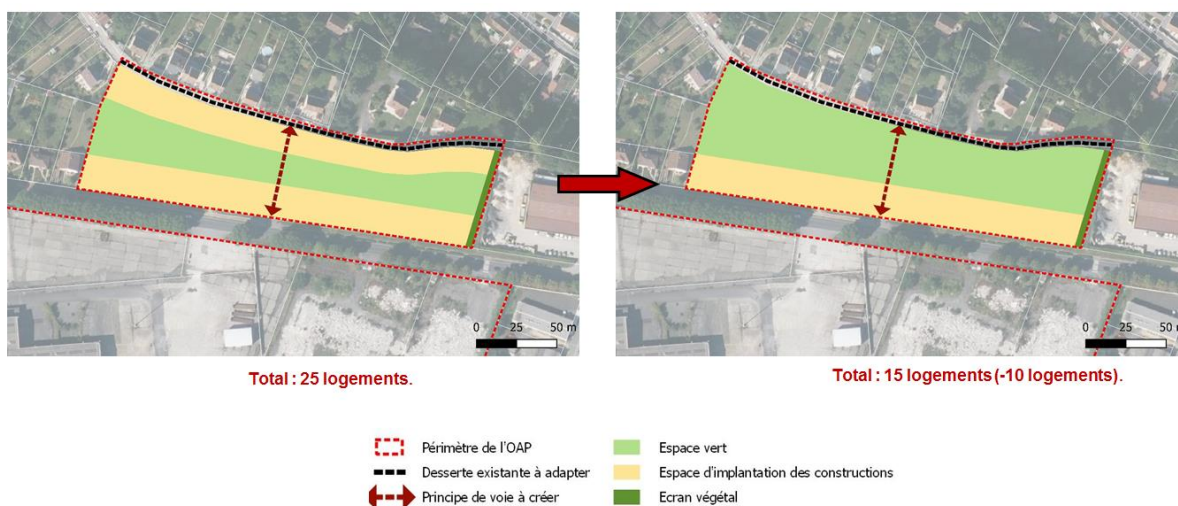 0 25 50 m
0 25 50 m
Total : 25 logements.
Total : 15 logements (-10 logements).
Périmètre de l'OAP
Desserte existante à adapter
Principe de voie à créer
Espace vert
Espace d'implantation des constructions
Ecran végétal